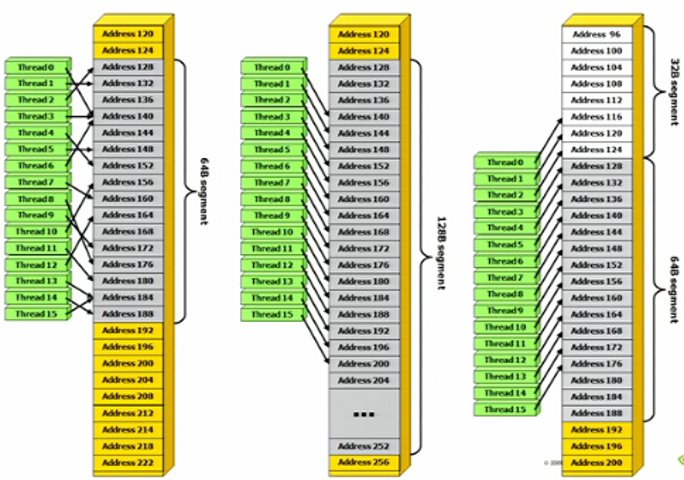 Address 120
Address 124
Thread 0
Address 128
Thread 1
Address 132
Thread 2
Address 136
Thread 3
Address 140
Thread 4
Address 144
Thread 5
Address 148
Thread 6
Address 152
Thread 7
Address 156
Thread 8
Address 160
Thread 9
Address 164
Thread 10
Address 168
Thread 11
Address 172
Thread 12
Address 176
Thread 13
Address 180
Thread 14
Address 184
Thread 15
Address 188
Address 192
Address 196
Address 200
Address 204
Address 208
Address 212
Address 214
Address 218
Address 222
64B segment
Address 120
Address 124
Thread 0
Address 128
Thread 1
Address 132
Thread 2
Address 136
Thread 3
Address 140
Thread 4
Address 144
Thread 5
Address 148
Thread 6
Address 152
Thread 7
Address 156
Thread 8
Address 160
Thread 9
Address 164
Thread 10
Address 168
Thread 11
Address 172
Thread 12
Address 176
Thread 13
Address 180
Thread 14
Address 184
Thread 15
Address 188
Address 192
Address 196
Address 200
Address 204
...
Address 252
Address 256
128B segment
Address 96
Address 100
Address 104
Address 108
Address 112
Address 116
Address 120
Address 124
Thread 0
Address 128
Thread 1
Address 132
Thread 2
Address 136
Thread 3
Address 140
Thread 4
Address 144
Thread 5
Address 148
Thread 6
Address 152
Thread 7
Address 156
Thread 8
Address 160
Thread 9
Address 164
Thread 10
Address 168
Thread 11
Address 172
Thread 12
Address 176
Thread 13
Address 180
Thread 14
Address 184
Thread 15
Address 188
Address 192
Address 196
Address 200
32B segment
64B segment